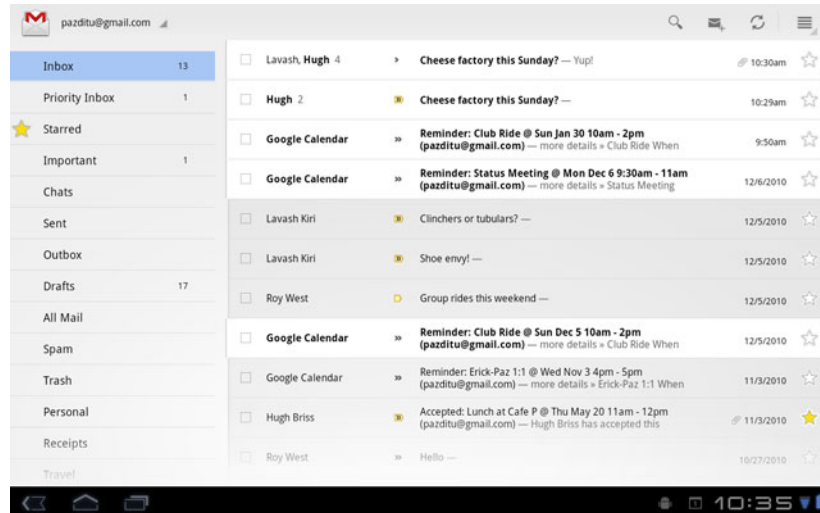 pazditu@gmail.com
Inbox 13
Priority Inbox 1
Starred
Important 1
Chats
Sent
Outbox
Drafts 17
All Mail
Spam
Trash
Personal
Receipts
Travel
Lavash, Hugh 4 › Cheese factory this Sunday? — Yup! 10:30am
Hugh 2 Cheese factory this Sunday? — 10:29am
Google Calendar » Reminder: Club Ride @ Sun Jan 30 10am - 2pm
(pazditu@gmail.com) — more details » Club Ride When 9:50am
Google Calendar » Reminder: Status Meeting @ Mon Dec 6 9:30am - 11am
(pazditu@gmail.com) — more details » Status Meeting 12/6/2010
Lavash Kiri Clinchers or tubulars? — 12/5/2010
Lavash Kiri Shoe envy! — 12/5/2010
Roy West Group rides this weekend — 12/5/2010
Google Calendar » Reminder: Club Ride @ Sun Dec 5 10am - 2pm
(pazditu@gmail.com) — more details » Club Ride When 12/5/2010
Google Calendar » Reminder: Erick-Paz 1:1 @ Wed Nov 3 4pm - 5pm
(pazditu@gmail.com) — more details » Erick-Paz 1:1 When 11/3/2010
Hugh Briss Accepted: Lunch at Cafe P @ Thu May 20 11am - 12pm
(pazditu@gmail.com) — Hugh Briss has accepted this 11/3/2010
Roy West » Hello — 10/27/2010
10:35